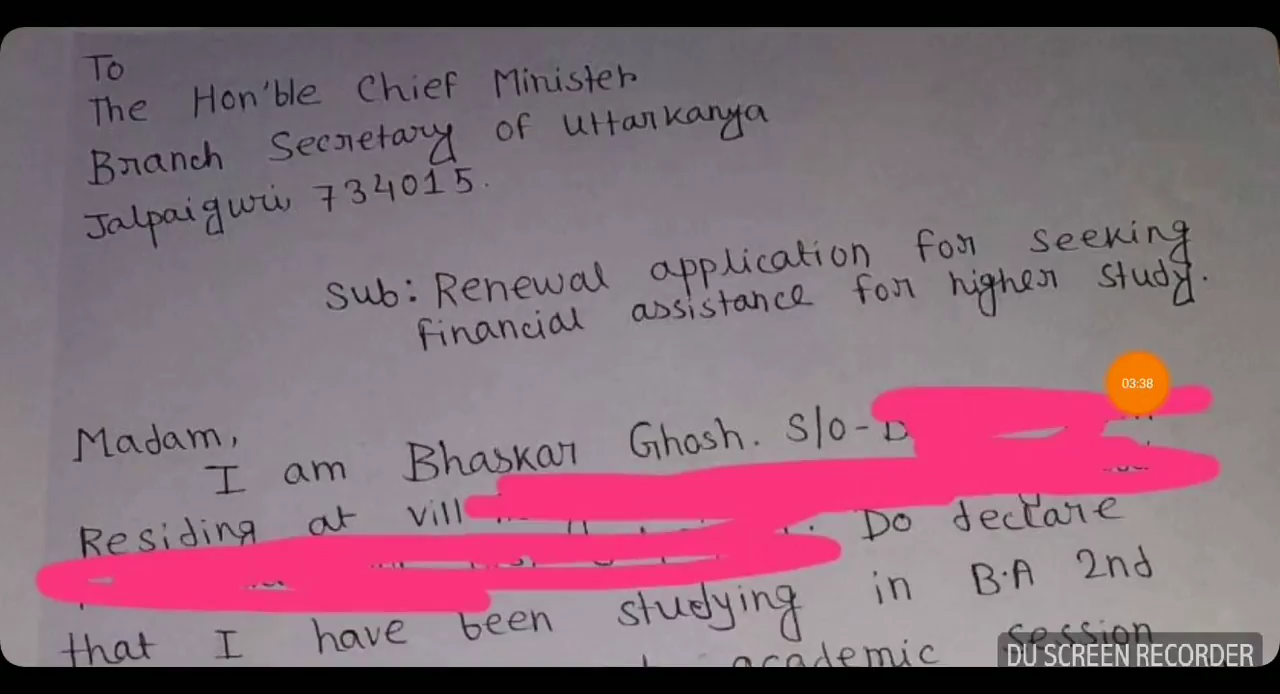 To
The Hon'ble Chief Minister
Branch Secretary of Uttarkanya
Jalpaiguri 734015.
Sub: Renewal application for seeking
financial assistance for higher study.
03:38
Madam,
I am Bhaskar Ghosh. S/o-D
Residing at vill
Do declare
that I have been studying in B.A 2nd
academic session
DU SCREEN RECORDER